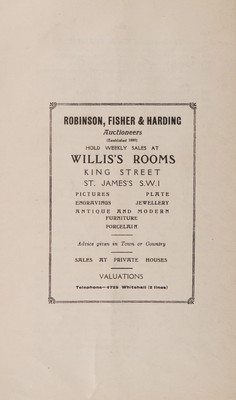 ROBINSON, FISHER & HARDING
Auctioneers
(Established 1830)
HOLD WEEKLY SALES AT
WILLIS'S ROOMS
KING STREET
ST. JAMES'S S.W.1
PICTURES PLATE
ENGRAVINGS JEWELLERY
ANTIQUE AND MODERN
FURNITURE
PORCELAIN
Advice given in Town or Country
SALES AT PRIVATE HOUSES
VALUATIONS
Telephone—4756 Whitehall (2 lines)